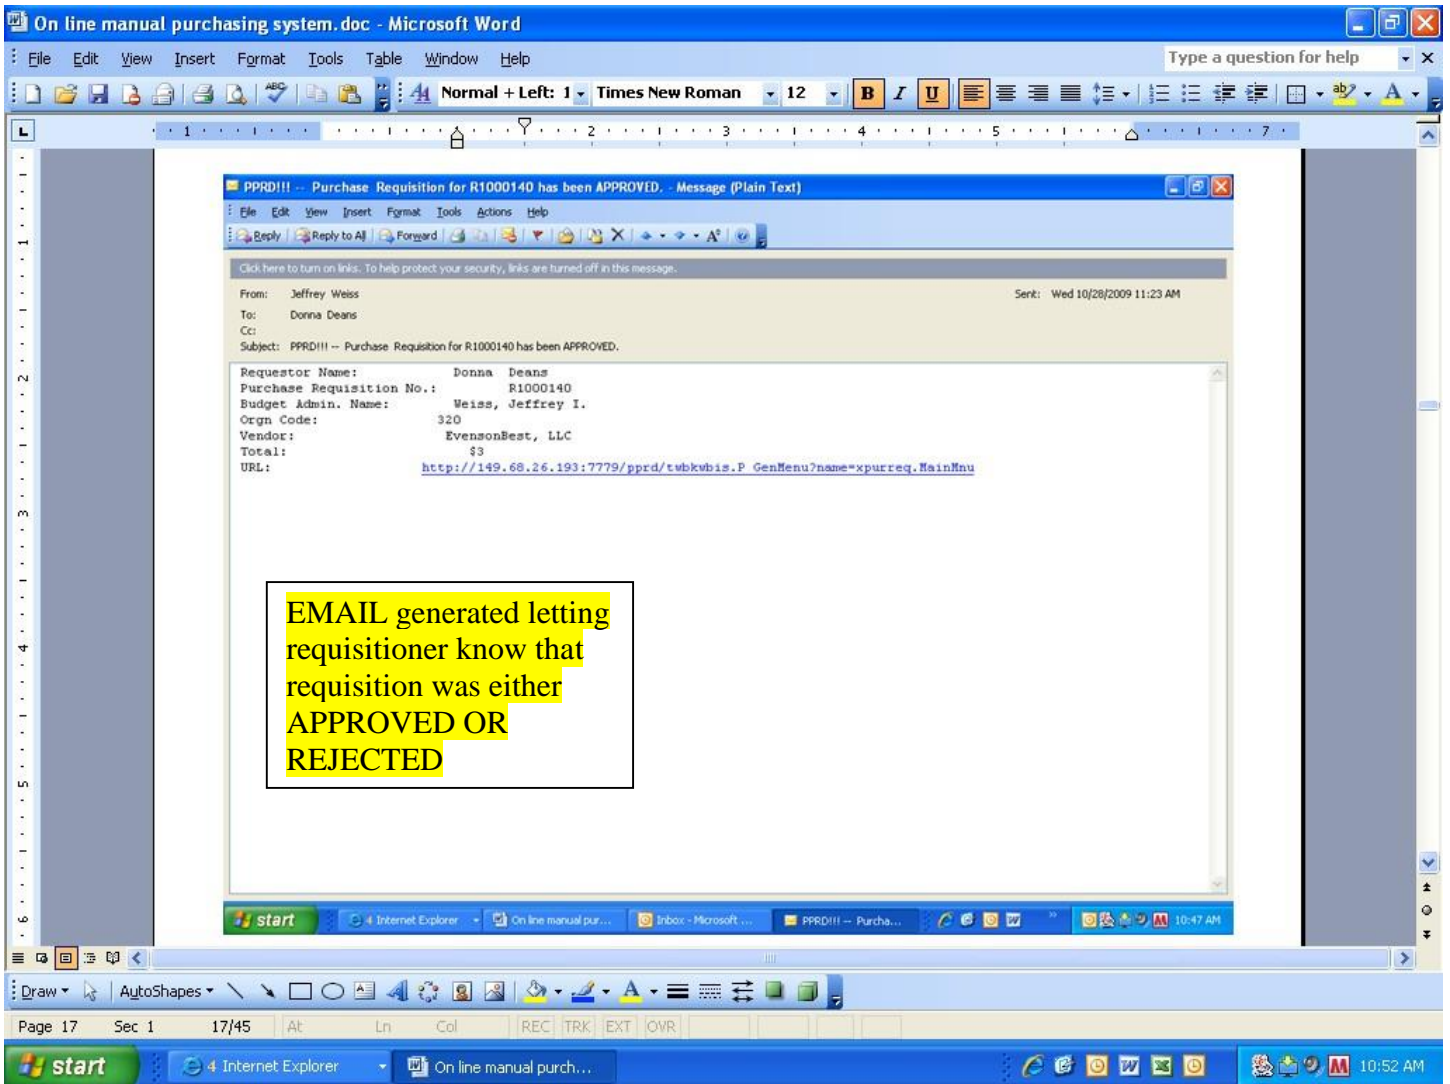 On line manual purchasing system.doc - Microsoft Word
File Edit View Insert Format Tools Table Window Help Type a question for help
Normal + Left: 1 Times New Roman 12 B I U
1 1 2 3 4 5 7
PPRD!!! -- Purchase Requisition for R1000140 has been APPROVED. - Message (Plain Text)
File Edit View Insert Format Tools Actions Help
Reply Reply to All Forward
Click here to turn on links. To help protect your security, links are turned off in this message.
From: Jeffrey Weiss Sent: Wed 10/28/2009 11:23 AM
To: Donna Deans
Cc:
Subject: PPRD!!! -- Purchase Requisition for R1000140 has been APPROVED.
Requestor Name: Donna Deans
Purchase Requisition No.: R1000140
Budget Admin. Name: Weiss, Jeffrey I.
Orgn Code: 320
Vendor: EvensonBest, LLC
Total: $3
URL: http://149.68.26.193:7779/pprd/twbkwbis.P_GenMenu?name=xpurreq.MainMnu
EMAIL generated letting
requisitioner know that
requisition was either
APPROVED OR
REJECTED
start 4 Internet Explorer On line manual pur... Inbox - Microsoft ... PPRD!!! -- Purcha... 10:47 AM
Draw AutoShapes
Page 17 Sec 1 17/45 At Ln Col REC TRK EXT OVR
start 4 Internet Explorer On line manual purch... 10:52 AM